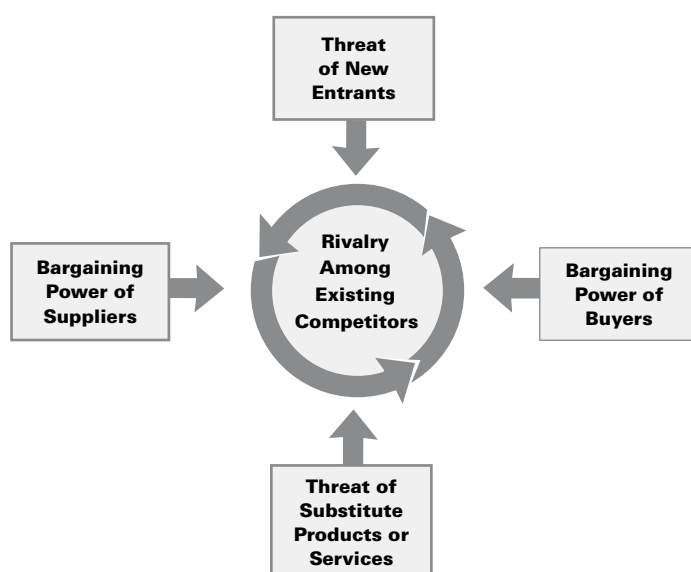 Threat
of New
Entrants
Bargaining
Power of
Suppliers
Rivalry
Among
Existing
Competitors
Bargaining
Power of
Buyers
Threat of
Substitute
Products or
Services